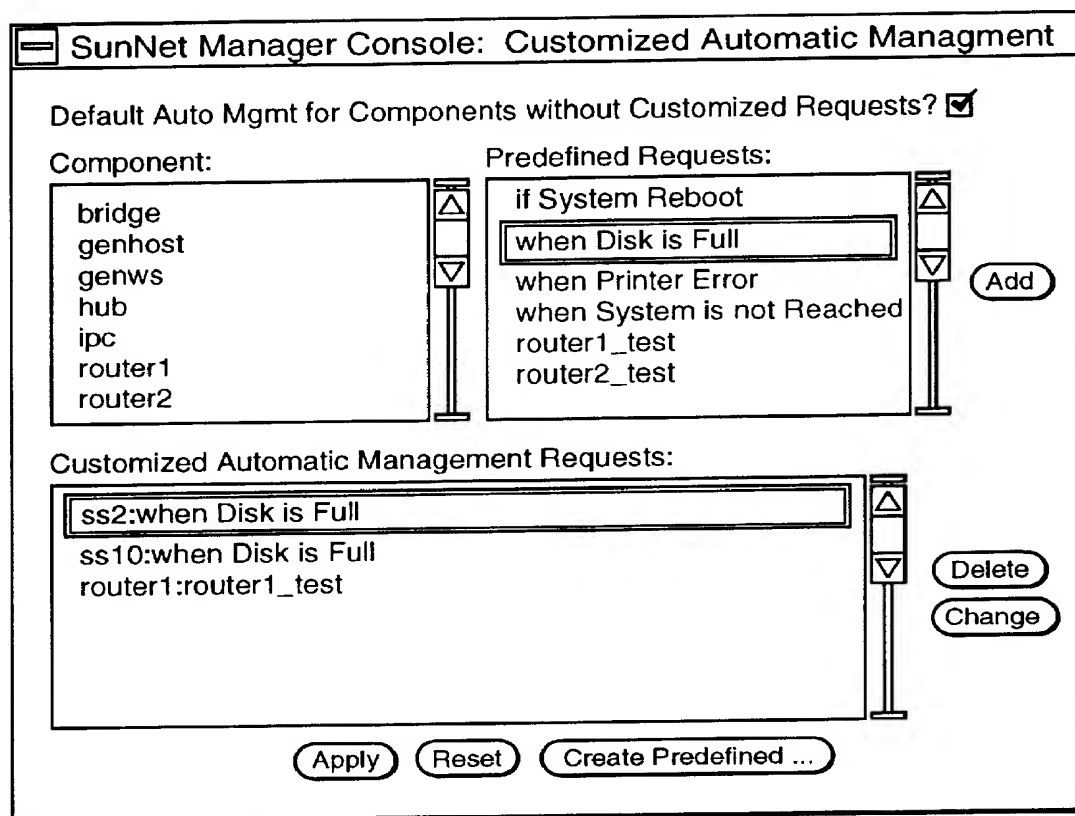 SunNet Manager Console: Customized Automatic Managment
Default Auto Mgmt for Components without Customized Requests?
Component:
bridge
genhost
genws
hub
ipc
router1
router2
Predefined Requests:
if System Reboot
when Disk is Full
when Printer Error
when System is not Reached
router1_test
router2_test
Add
Customized Automatic Management Requests:
ss2:when Disk is Full
ss10:when Disk is Full
router1:router1_test
Delete
Change
Apply
Reset
Create Predefined ...